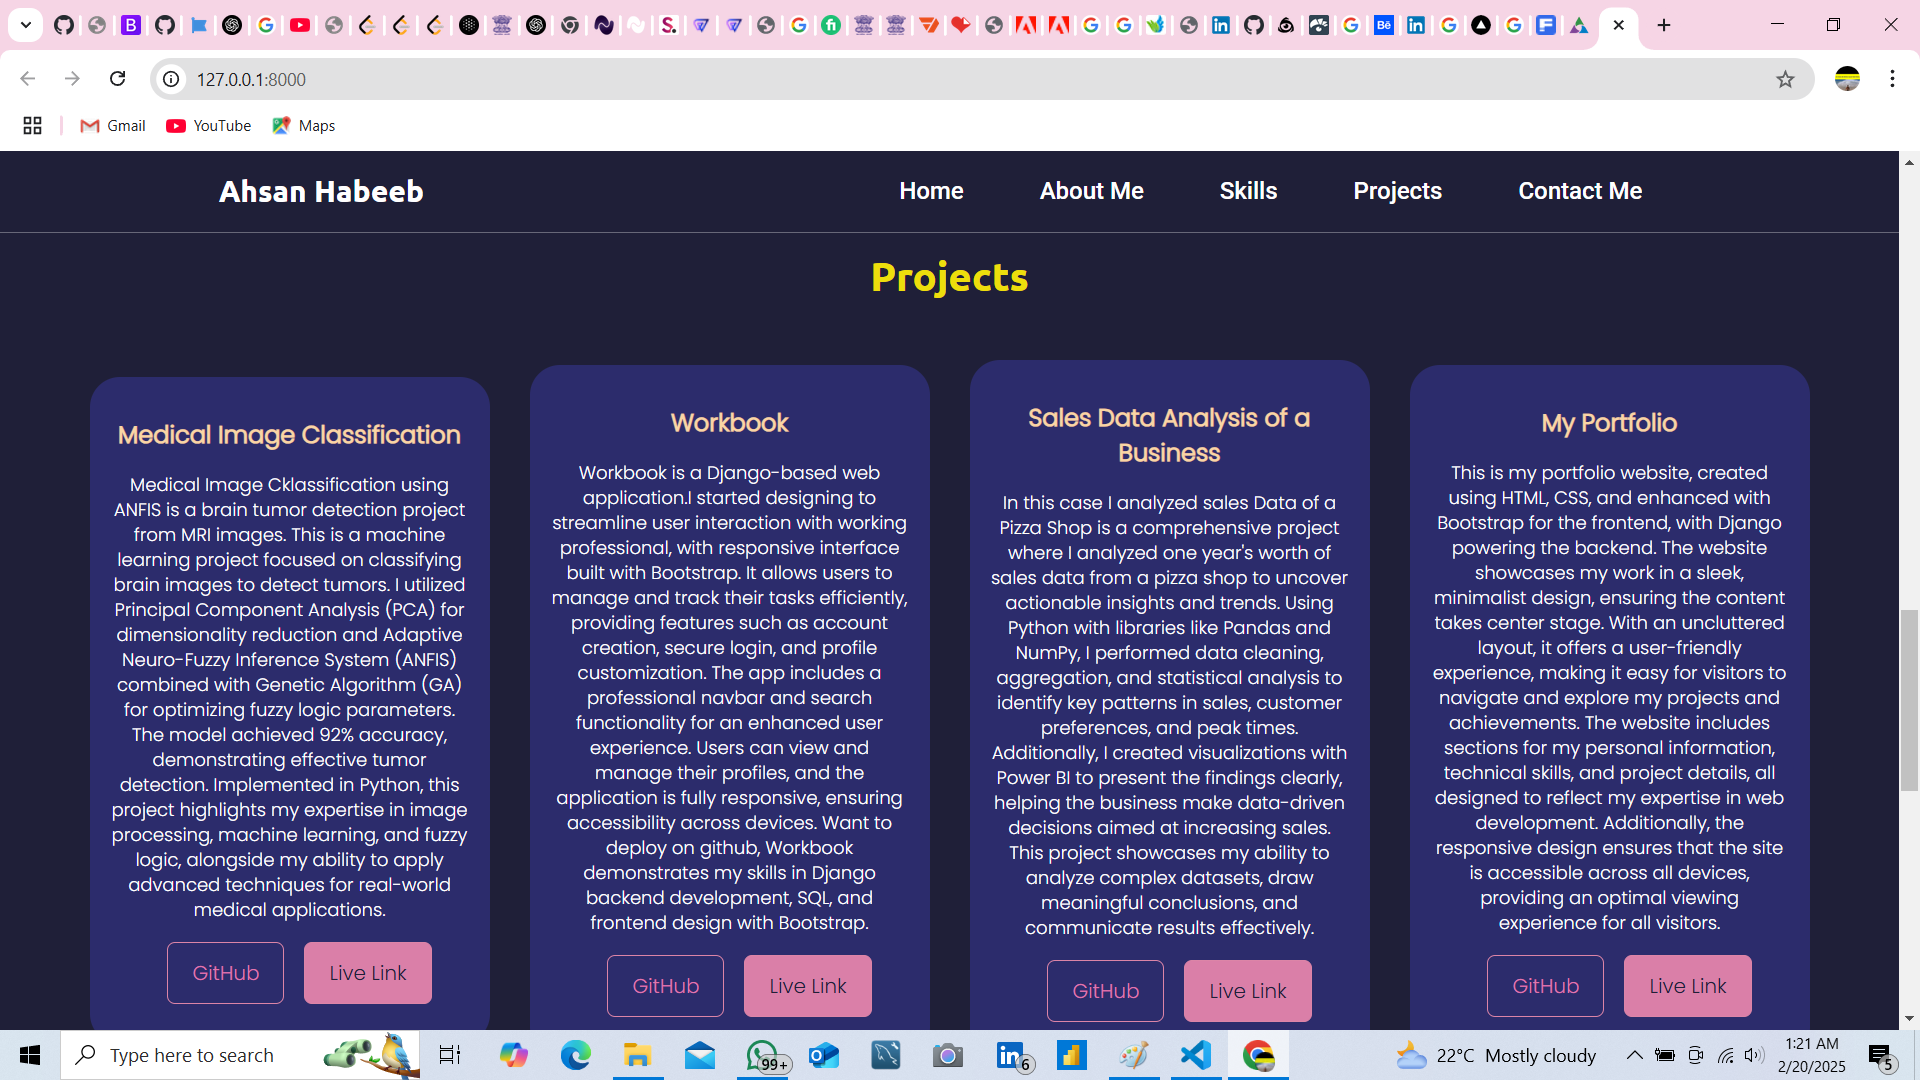 127.0.0.1:8000
Gmail
YouTube
Maps
Ahsan Habeeb
Home
About Me
Skills
Projects
Contact Me
Projects
Medical Image Classification
Medical Image Cklassification using
ANFIS is a brain tumor detection project
from MRI images. This is a machine
learning project focused on classifying
brain images to detect tumors. I utilized
Principal Component Analysis (PCA) for
dimensionality reduction and Adaptive
Neuro-Fuzzy Inference System (ANFIS)
combined with Genetic Algorithm (GA)
for optimizing fuzzy logic parameters.
The model achieved 92% accuracy,
demonstrating effective tumor
detection. Implemented in Python, this
project highlights my expertise in image
processing, machine learning, and fuzzy
logic, alongside my ability to apply
advanced techniques for real-world
medical applications.
GitHub
Live Link
Workbook
Workbook is a Django-based web
application.I started designing to
streamline user interaction with working
professional, with responsive interface
built with Bootstrap. It allows users to
manage and track their tasks efficiently,
providing features such as account
creation, secure login, and profile
customization. The app includes a
professional navbar and search
functionality for an enhanced user
experience. Users can view and
manage their profiles, and the
application is fully responsive, ensuring
accessibility across devices. Want to
deploy on github, Workbook
demonstrates my skills in Django
backend development, SQL, and
frontend design with Bootstrap.
GitHub
Live Link
Sales Data Analysis of a
Business
In this case I analyzed sales Data of a
Pizza Shop is a comprehensive project
where I analyzed one year's worth of
sales data from a pizza shop to uncover
actionable insights and trends. Using
Python with libraries like Pandas and
NumPy, I performed data cleaning,
aggregation, and statistical analysis to
identify key patterns in sales, customer
preferences, and peak times.
Additionally, I created visualizations with
Power BI to present the findings clearly,
helping the business make data-driven
decisions aimed at increasing sales.
This project showcases my ability to
analyze complex datasets, draw
meaningful conclusions, and
communicate results effectively.
GitHub
Live Link
My Portfolio
This is my portfolio website, created
using HTML, CSS, and enhanced with
Bootstrap for the frontend, with Django
powering the backend. The website
showcases my work in a sleek,
minimalist design, ensuring the content
takes center stage. With an uncluttered
layout, it offers a user-friendly
experience, making it easy for visitors to
navigate and explore my projects and
achievements. The website includes
sections for my personal information,
technical skills, and project details, all
designed to reflect my expertise in web
development. Additionally, the
responsive design ensures that the site
is accessible across all devices,
providing an optimal viewing
experience for all visitors.
GitHub
Live Link
Type here to search
99+
6
22°C Mostly cloudy
1:21 AM
2/20/2025
5